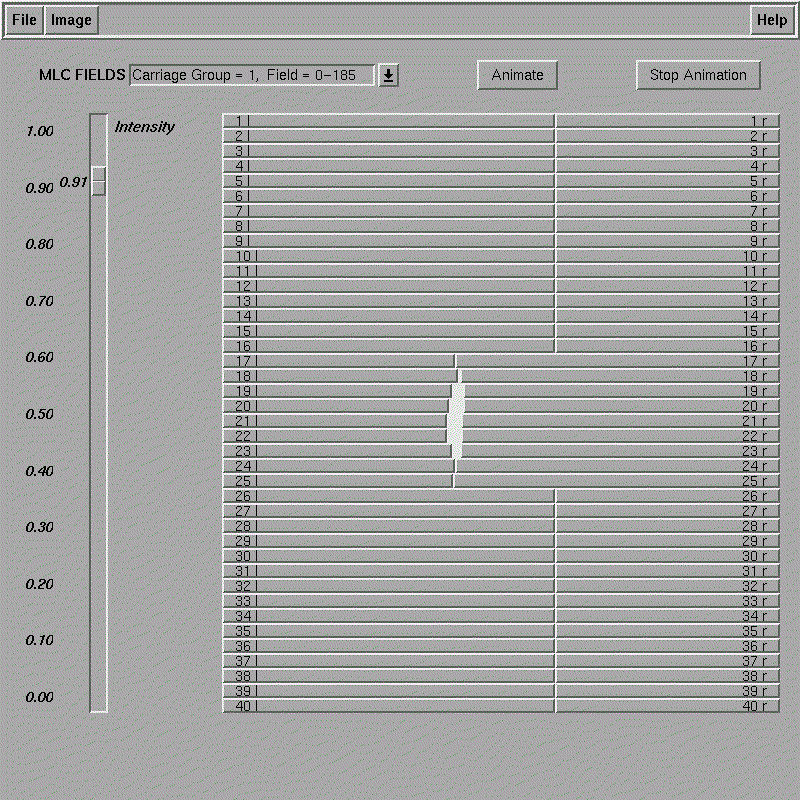 File Image Help
MLC FIELDS Carriage Group = 1, Field = 0-185 Animate Stop Animation
Intensity
1.00
0.90 0.91
0.80
0.70
0.60
0.50
0.40
0.30
0.20
0.10
0.00
1 l 1 r
2 l 2 r
3 l 3 r
4 l 4 r
5 l 5 r
6 l 6 r
7 l 7 r
8 l 8 r
9 l 9 r
10 l 10 r
11 l 11 r
12 l 12 r
13 l 13 r
14 l 14 r
15 l 15 r
16 l 16 r
17 l 17 r
18 l 18 r
19 l 19 r
20 l 20 r
21 l 21 r
22 l 22 r
23 l 23 r
24 l 24 r
25 l 25 r
26 l 26 r
27 l 27 r
28 l 28 r
29 l 29 r
30 l 30 r
31 l 31 r
32 l 32 r
33 l 33 r
34 l 34 r
35 l 35 r
36 l 36 r
37 l 37 r
38 l 38 r
39 l 39 r
40 l 40 r